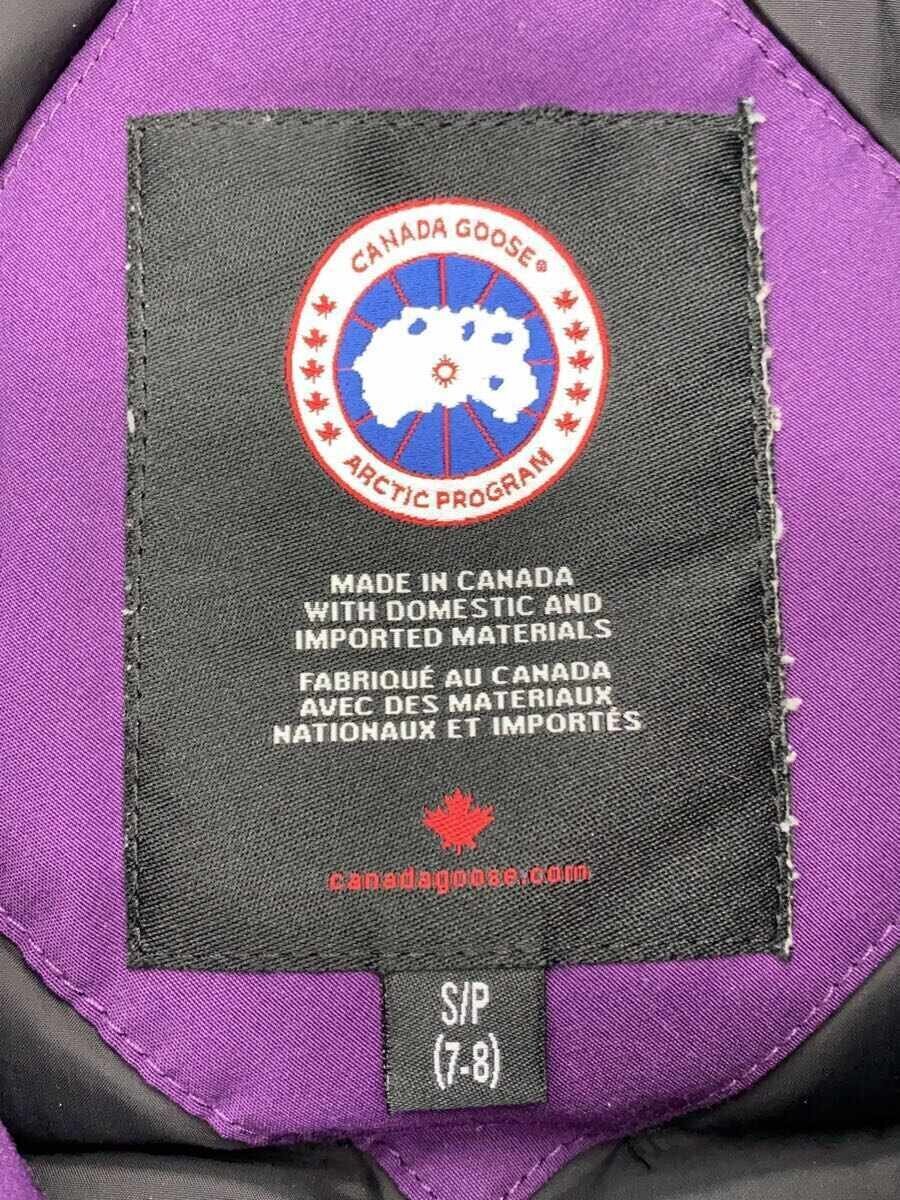 CANADA GOOSE®
ARCTIC PROGRAM
MADE IN CANADA
WITH DOMESTIC AND
IMPORTED MATERIALS
FABRIQUÉ AU CANADA
AVEC DES MATERIAUX
NATIONAUX ET IMPORTÉS
canadagoose.com
S/P
(7-8)